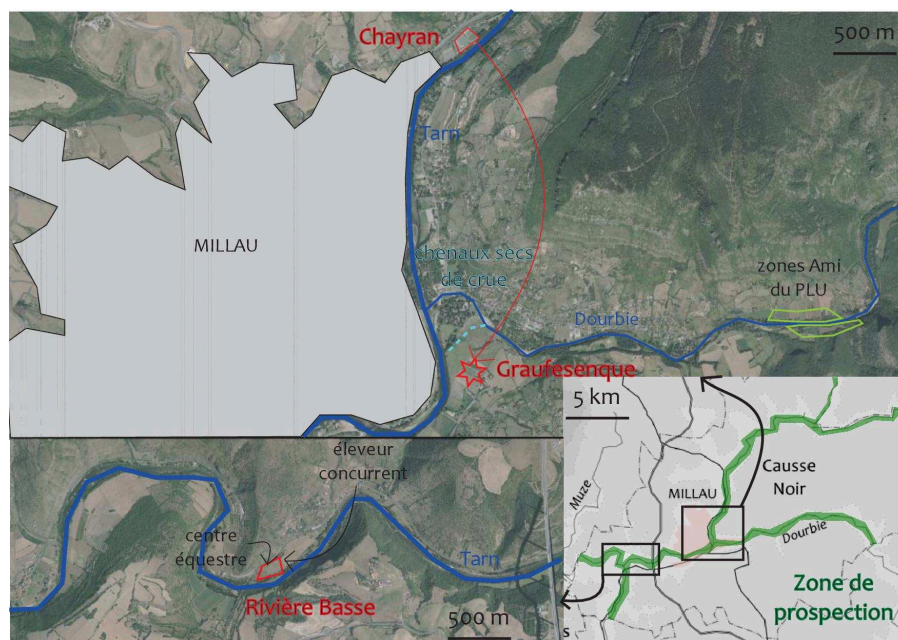 Chayran
500 m
Tarn
MILLAU
chenaux secs
de crue
zones Ami
du PLU
Dourbie
Graufesenque
5 km
éleveur
concurrent
Muze
MILLAU
Causse
Noir
centre
équestre
Dourbie
Tarn
Rivière Basse
500 m
Zone de
prospection
s